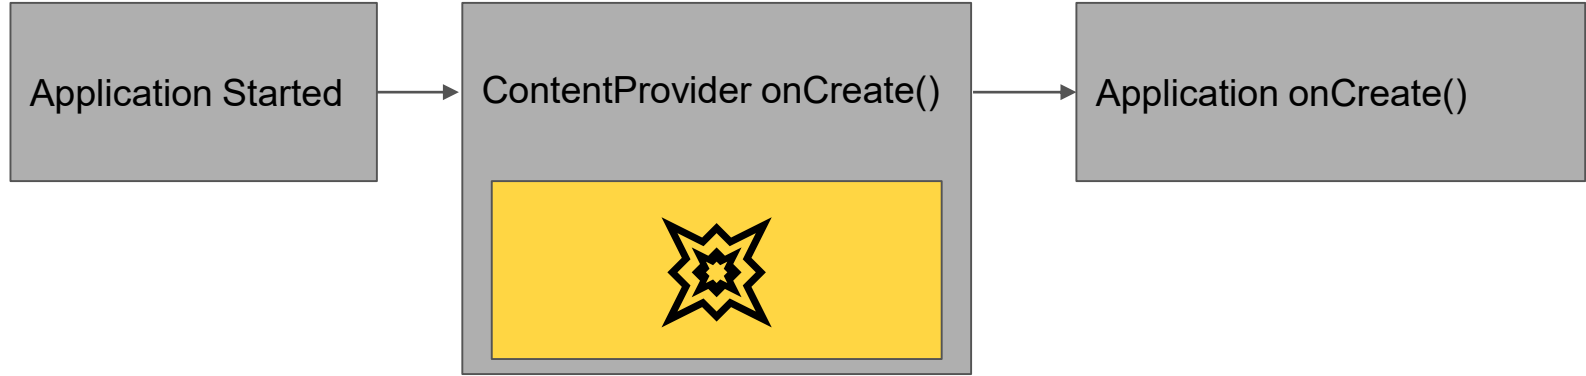 Application Started
ContentProvider onCreate()
Application onCreate()